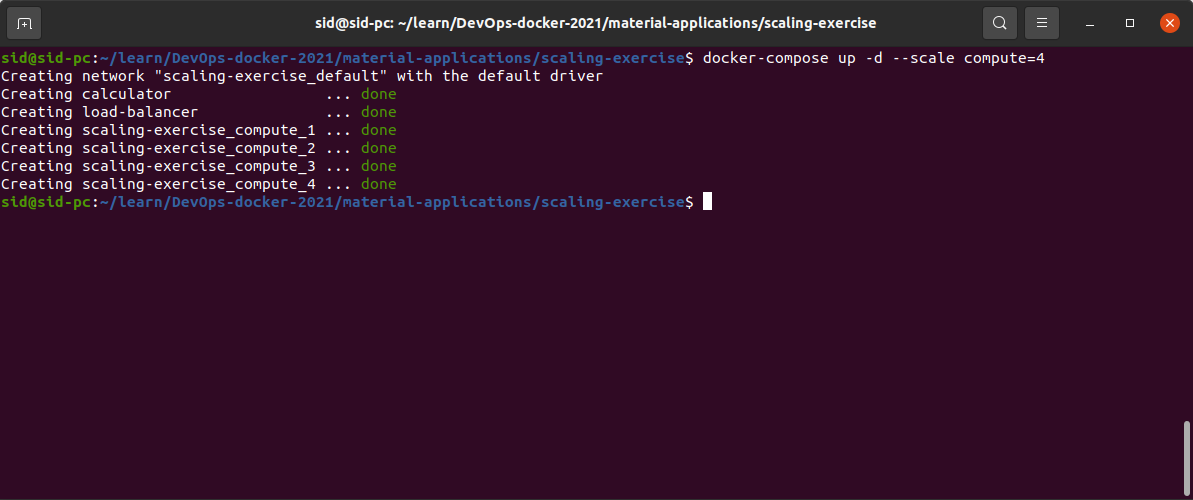 sid@sid-pc: ~/learn/DevOps-docker-2021/material-applications/scaling-exercise
sid@sid-pc:~/learn/DevOps-docker-2021/material-applications/scaling-exercise$ docker-compose up -d --scale compute=4
Creating network "scaling-exercise_default" with the default driver
Creating calculator                 ... done
Creating load-balancer              ... done
Creating scaling-exercise_compute_1 ... done
Creating scaling-exercise_compute_2 ... done
Creating scaling-exercise_compute_3 ... done
Creating scaling-exercise_compute_4 ... done
sid@sid-pc:~/learn/DevOps-docker-2021/material-applications/scaling-exercise$